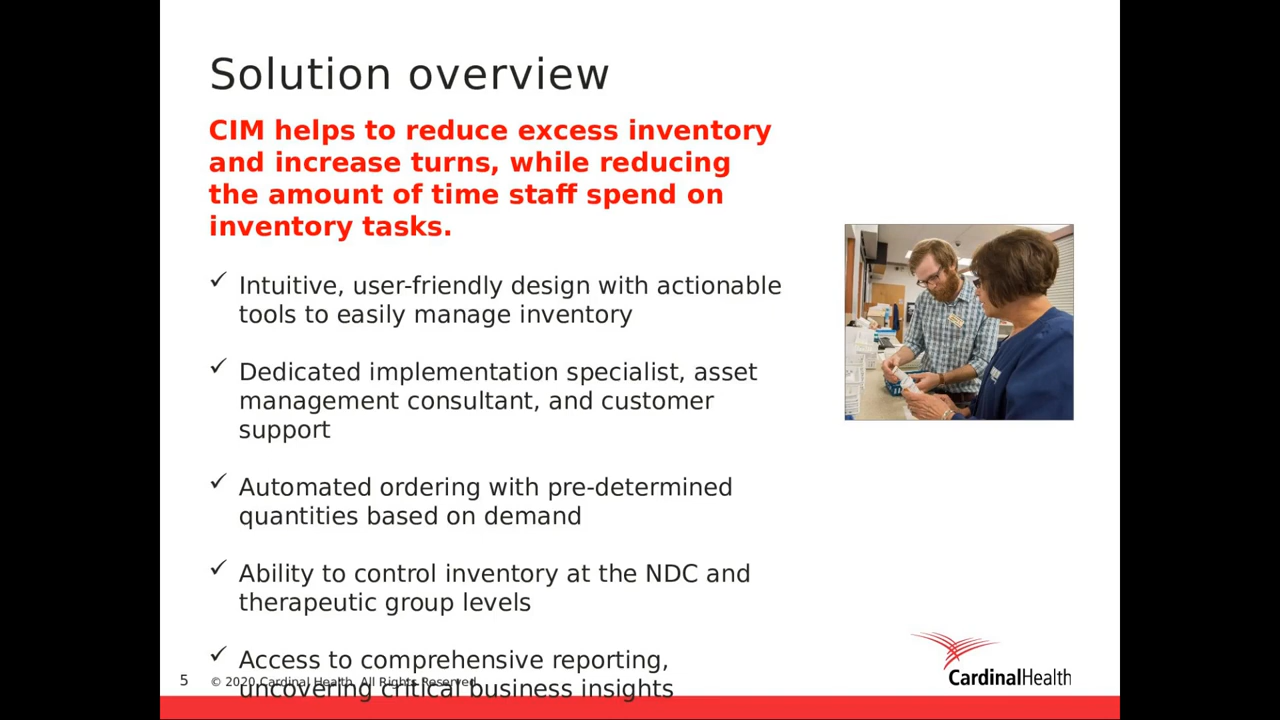 Solution overview
CIM helps to reduce excess inventory
and increase turns, while reducing
the amount of time staff spend on
inventory tasks.
✓ Intuitive, user-friendly design with actionable
tools to easily manage inventory
✓ Dedicated implementation specialist, asset
management consultant, and customer
support
✓ Automated ordering with pre-determined
quantities based on demand
✓ Ability to control inventory at the NDC and
therapeutic group levels
✓ Access to comprehensive reporting,
uncovering critical business insights
5 © 2020 Cardinal Health. All Rights Reserved.
CardinalHealth